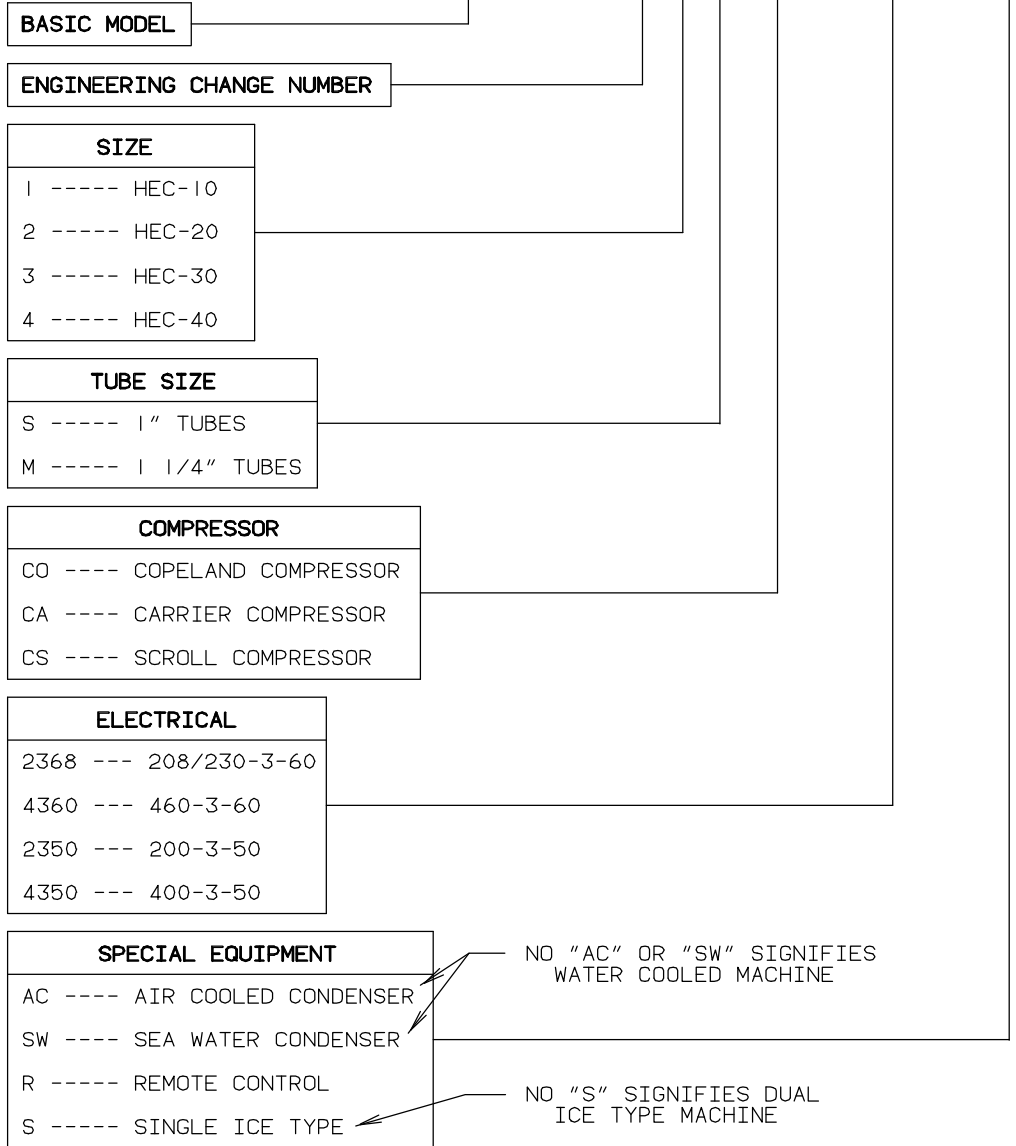 BASIC MODEL
ENGINEERING CHANGE NUMBER
SIZE
1 ----- HEC-10
2 ----- HEC-20
3 ----- HEC-30
4 ----- HEC-40
TUBE SIZE
S ----- 1" TUBES
M ----- 1 1/4" TUBES
COMPRESSOR
CO ---- COPELAND COMPRESSOR
CA ---- CARRIER COMPRESSOR
CS ---- SCROLL COMPRESSOR
ELECTRICAL
2368 --- 208/230-3-60
4360 --- 460-3-60
2350 --- 200-3-50
4350 --- 400-3-50
SPECIAL EQUIPMENT
AC ---- AIR COOLED CONDENSER
SW ---- SEA WATER CONDENSER
R ----- REMOTE CONTROL
S ----- SINGLE ICE TYPE
NO "AC" OR "SW" SIGNIFIES
WATER COOLED MACHINE
NO "S" SIGNIFIES DUAL
ICE TYPE MACHINE